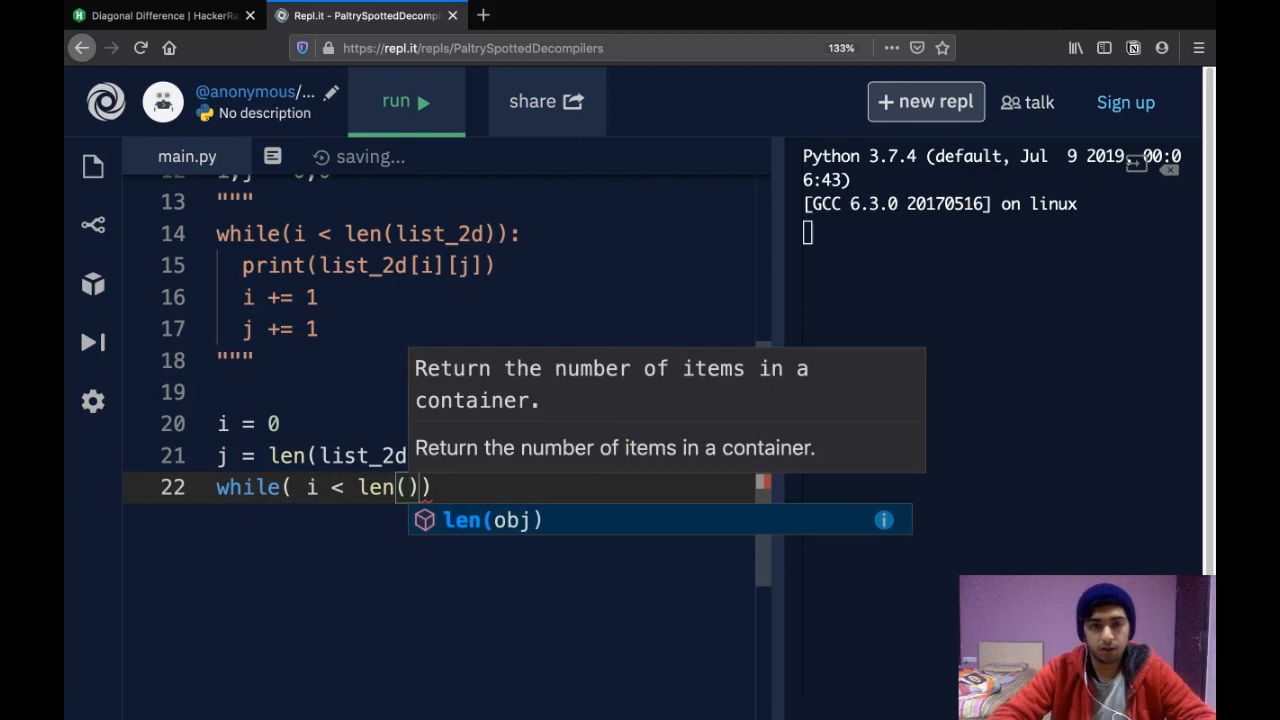 Diagonal Difference | HackerRa
Repl.it - PaltrySpottedDecompil
https://repl.it/repls/PaltrySpottedDecompilers
133%
@anonymous/...
No description
run
share
+ new repl
talk
Sign up
main.py
saving...
13 """
14 while(i < len(list_2d)):
15 print(list_2d[i][j])
16 i += 1
17 j += 1
18 """
19
20 i = 0
21 j = len(list_2d
22 while( i < len())
Return the number of items in a
container.
Return the number of items in a container.
len(obj)
Python 3.7.4 (default, Jul 9 2019, 00:0
6:43)
[GCC 6.3.0 20170516] on linux